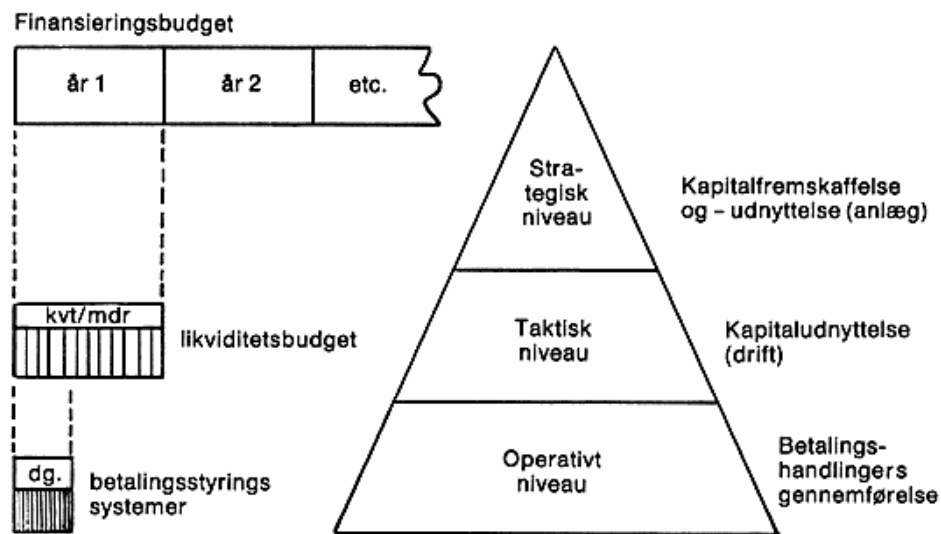 Finansieringsbudget
år 1
år 2
etc.
Stra-
tegisk
niveau
Kapitalfremskaffelse
og – udnyttelse (anlæg)
kvt/mdr
likviditetsbudget
Taktisk
niveau
Kapitaludnyttelse
(drift)
dg.
betalingsstyrings
systemer
Operativt
niveau
Betalings-
handlingers
gennemførelse